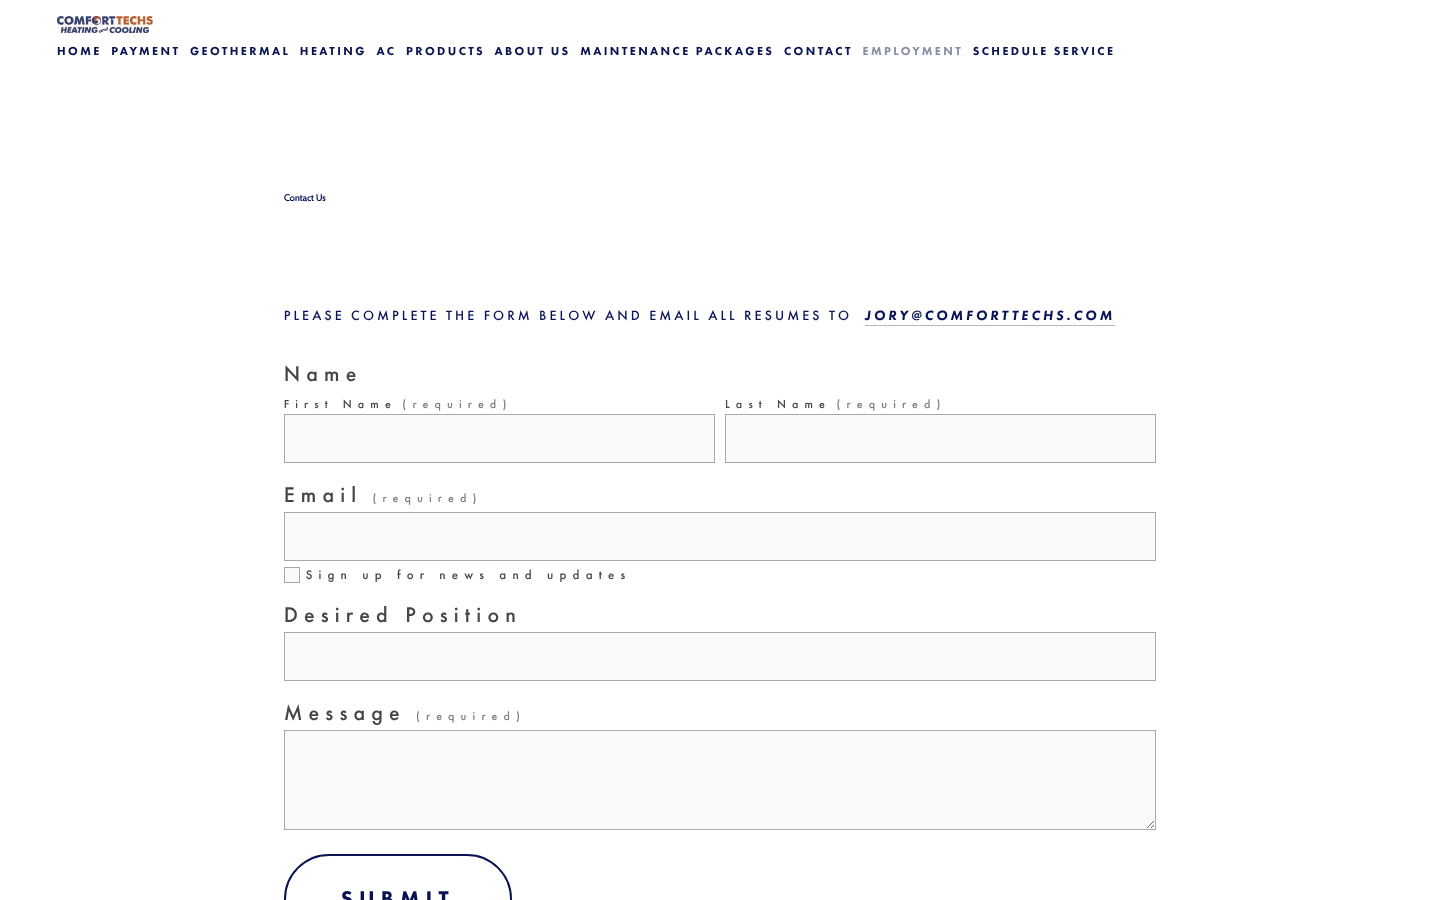 COMFORTTECHS
HEATING and COOLING
HOME PAYMENT GEOTHERMAL HEATING AC PRODUCTS ABOUT US MAINTENANCE PACKAGES CONTACT EMPLOYMENT SCHEDULE SERVICE
Contact Us
PLEASE COMPLETE THE FORM BELOW AND EMAIL ALL RESUMES TO JORY@COMFORTTECHS.COM
Name
First Name (required) Last Name (required)
Email (required)
Sign up for news and updates
Desired Position
Message (required)
SUBMIT